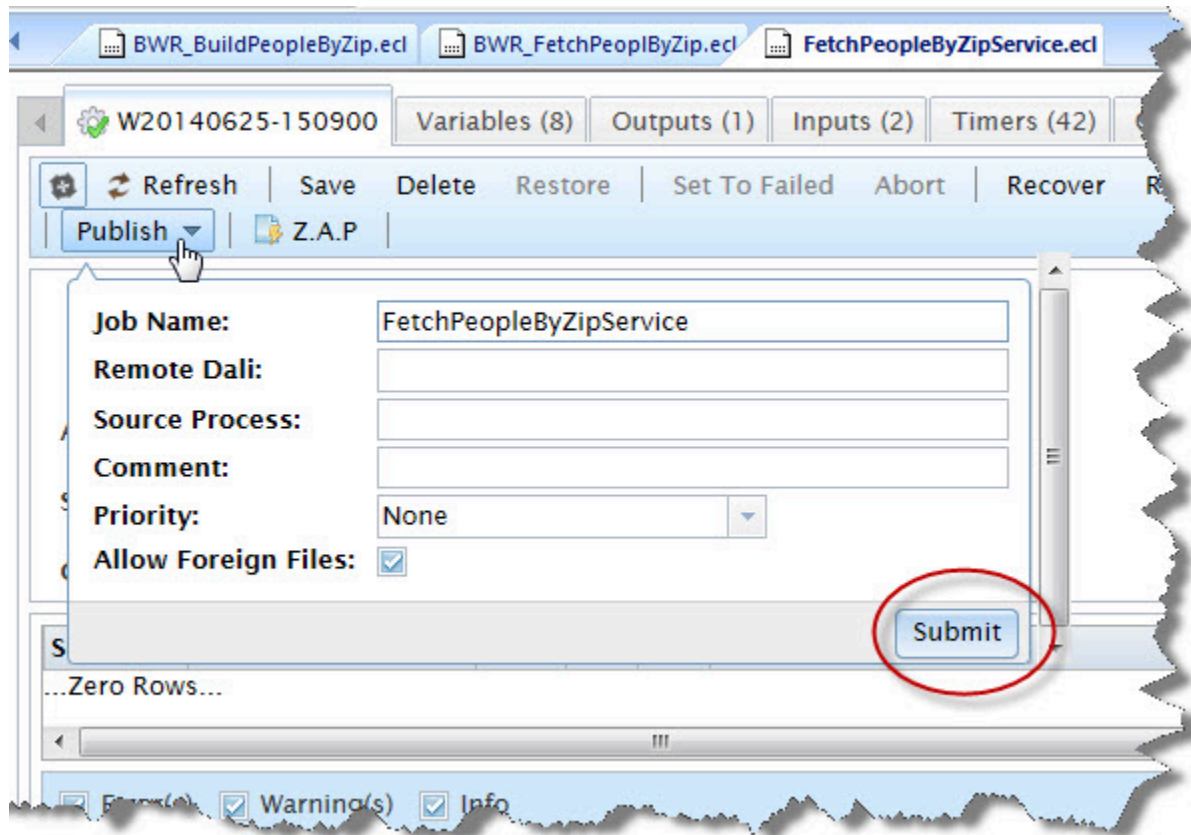 BWR_BuildPeopleByZip.ecl BWR_FetchPeoplByZip.ecl FetchPeopleByZipService.ecl
W20140625-150900 Variables (8) Outputs (1) Inputs (2) Timers (42)
Refresh Save Delete Restore Set To Failed Abort Recover R
Publish Z.A.P
Job Name: FetchPeopleByZipService
Remote Dali:
Source Process:
Comment:
Priority: None
Allow Foreign Files:
Submit
S
...Zero Rows...
Warning(s) Info